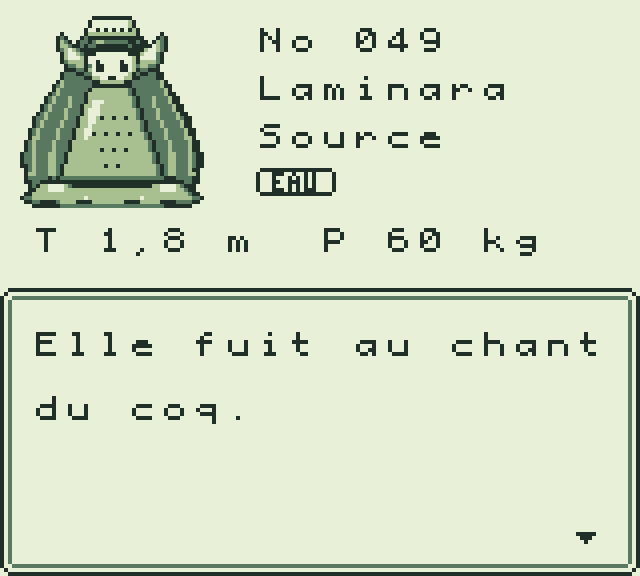 No 049
Laminara
Source
EAU
T 1,8 m P 60 kg
Elle fuit au chant
du coq.